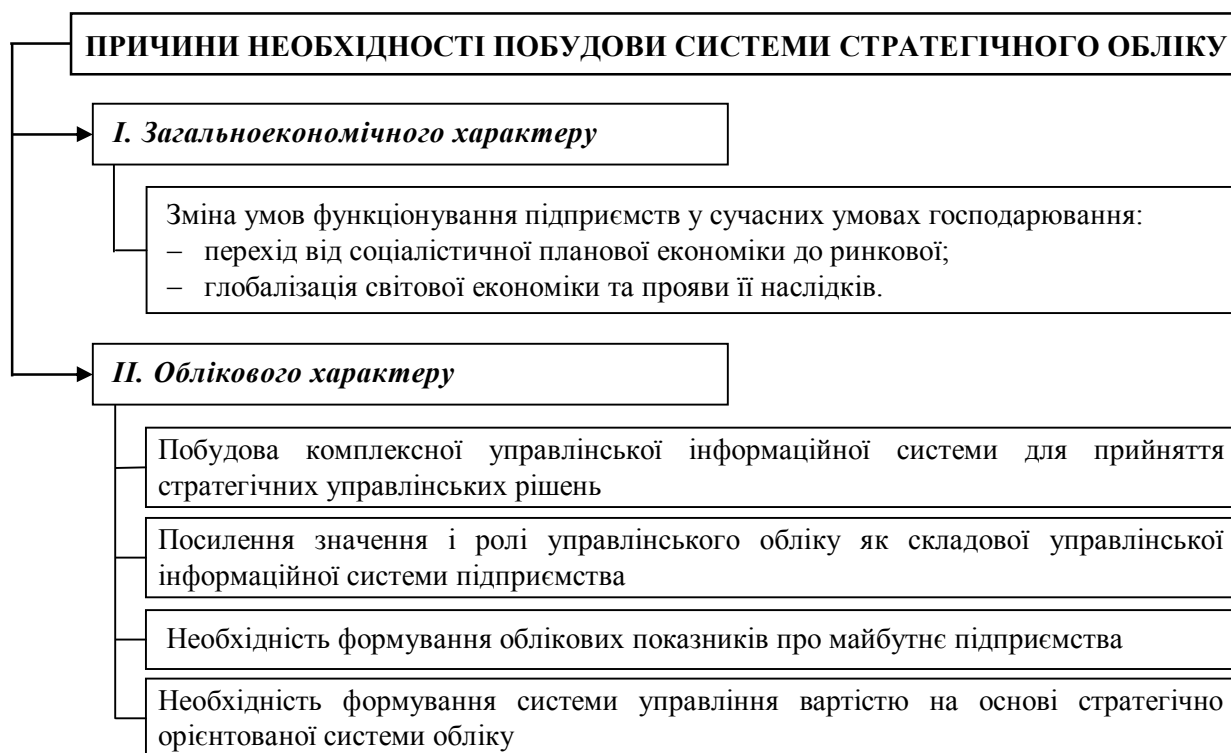 ПРИЧИНИ НЕОБХІДНОСТІ ПОБУДОВИ СИСТЕМИ СТРАТЕГІЧНОГО ОБЛІКУ
І. Загальноекономічного характеру
Зміна умов функціонування підприємств у сучасних умовах господарювання:
– перехід від соціалістичної планової економіки до ринкової;
– глобалізація світової економіки та прояви її наслідків.
ІІ. Облікового характеру
Побудова комплексної управлінської інформаційної системи для прийняття
стратегічних управлінських рішень
Посилення значення і ролі управлінського обліку як складової управлінської
інформаційної системи підприємства
Необхідність формування облікових показників про майбутнє підприємства
Необхідність формування системи управління вартістю на основі стратегічно
орієнтованої системи обліку